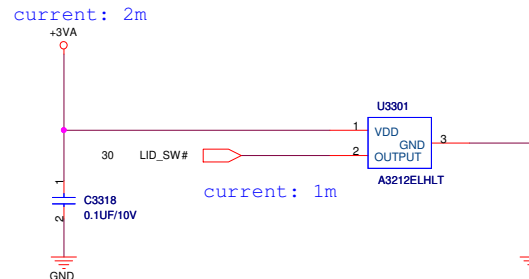 current: 2m
+3VA
U3301
1
VDD
GND
3
30
LID_SW#
2
OUTPUT
A3212ELHLT
current: 1m
1
C3318
0.1UF/10V
2
GND